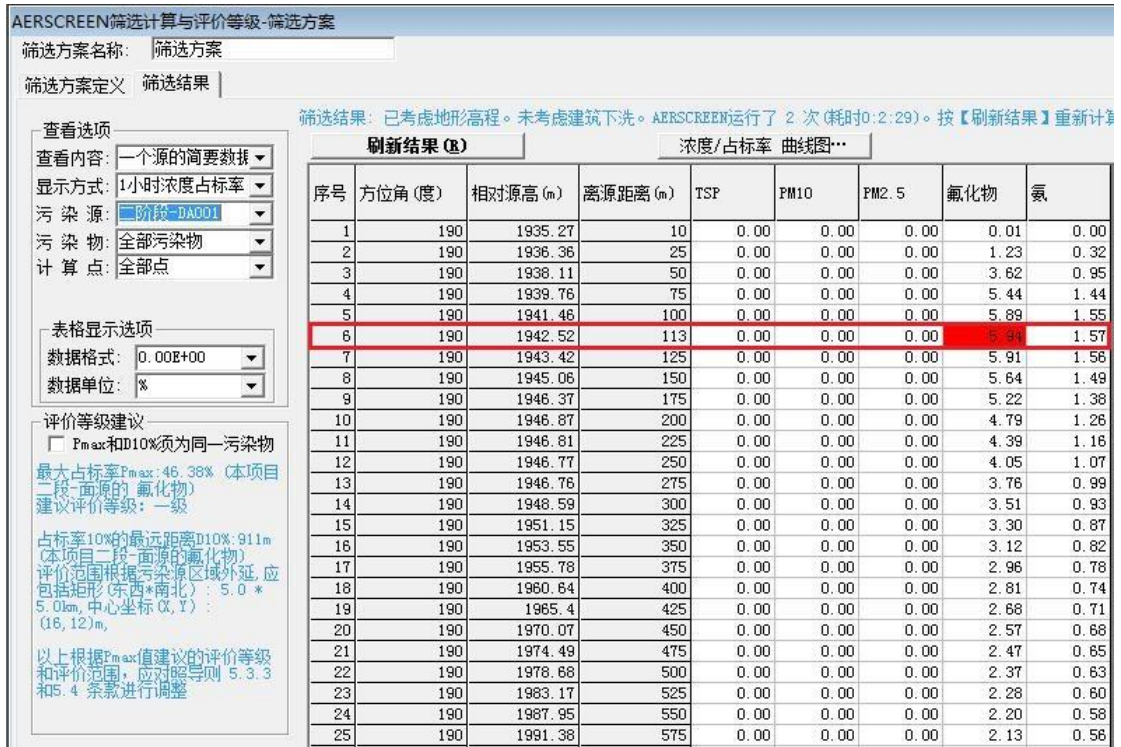 AERSCREEN筛选计算与评价等级-筛选方案
筛选方案名称: 筛选方案
筛选方案定义 筛选结果
筛选结果: 已考虑地形高程。未考虑建筑下洗。AERSCREEN运行了 2 次(耗时0:2:29)。按【刷新结果】重新计算
刷新结果(R) 浓度/占标率 曲线图…
查看选项
查看内容: 一个源的简要数据
显示方式: 1小时浓度占标率
污 染 源: 二阶段-DA001
污 染 物: 全部污染物
计 算 点: 全部点
表格显示选项
数据格式: 0.00E+00
数据单位: %
评价等级建议
Pmax和D10%须为同一污染物
最大占标率Pmax:46.38% (本项目
二段-面源的 氟化物)
建议评价等级: 一级
占标率10%的最远距离D10%:911m
(本项目二段-面源的氟化物)
评价范围根据污染源区域外延,应
包括矩形(东西*南北): 5.0 *
5.0km,中心坐标(X,Y):
(16,12)m,
以上根据Pmax值建议的评价等级
和评价范围,应对照导则 5.3.3
和5.4 条款进行调整
序号 方位角(度) 相对源高(m) 离源距离(m) TSP PM10 PM2.5 氟化物 氨
1 190 1935.27 10 0.00 0.00 0.00 0.01 0.00
2 190 1936.36 25 0.00 0.00 0.00 1.23 0.32
3 190 1938.11 50 0.00 0.00 0.00 3.62 0.95
4 190 1939.76 75 0.00 0.00 0.00 5.44 1.44
5 190 1941.46 100 0.00 0.00 0.00 5.89 1.55
6 190 1942.52 113 0.00 0.00 0.00 5.94 1.57
7 190 1943.42 125 0.00 0.00 0.00 5.91 1.56
8 190 1945.06 150 0.00 0.00 0.00 5.64 1.49
9 190 1946.37 175 0.00 0.00 0.00 5.22 1.38
10 190 1946.87 200 0.00 0.00 0.00 4.79 1.26
11 190 1946.81 225 0.00 0.00 0.00 4.39 1.16
12 190 1946.77 250 0.00 0.00 0.00 4.05 1.07
13 190 1946.76 275 0.00 0.00 0.00 3.76 0.99
14 190 1948.59 300 0.00 0.00 0.00 3.51 0.93
15 190 1951.15 325 0.00 0.00 0.00 3.30 0.87
16 190 1953.55 350 0.00 0.00 0.00 3.12 0.82
17 190 1955.78 375 0.00 0.00 0.00 2.96 0.78
18 190 1960.64 400 0.00 0.00 0.00 2.81 0.74
19 190 1965.4 425 0.00 0.00 0.00 2.68 0.71
20 190 1970.07 450 0.00 0.00 0.00 2.57 0.68
21 190 1974.49 475 0.00 0.00 0.00 2.47 0.65
22 190 1978.68 500 0.00 0.00 0.00 2.37 0.63
23 190 1983.17 525 0.00 0.00 0.00 2.28 0.60
24 190 1987.95 550 0.00 0.00 0.00 2.20 0.58
25 190 1991.38 575 0.00 0.00 0.00 2.13 0.56